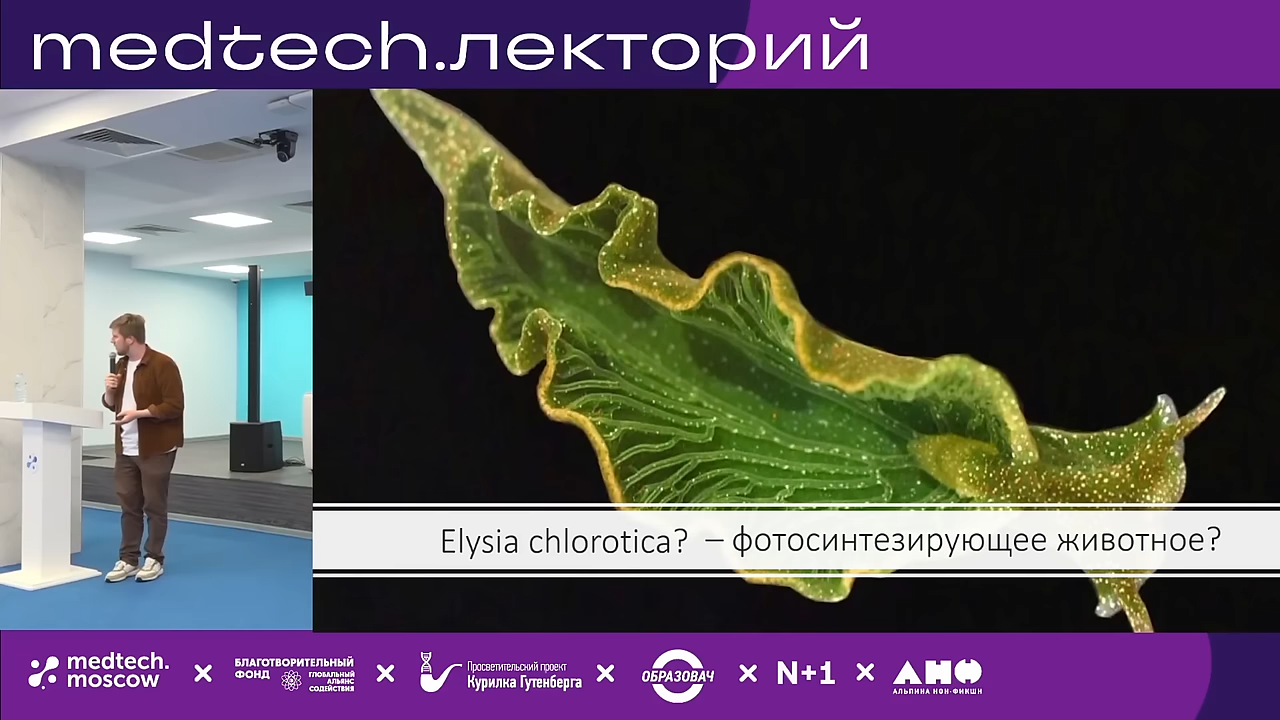 medtech.лекторий
Elysia chlorotica? – фотосинтезирующее животное?
medtech.
moscow
×
БЛАГОТВОРИТЕЛЬНЫЙ
ФОНД
ГЛОБАЛЬНЫЙ
АЛЬЯНС
СОДЕЙСТВИЯ
×
Просветительский проект
Курилка Гутенберга
×
ОБРАЗОВАЧ
×
N+1
×
АНФ
АЛЬПИНА НОН-ФИКШН